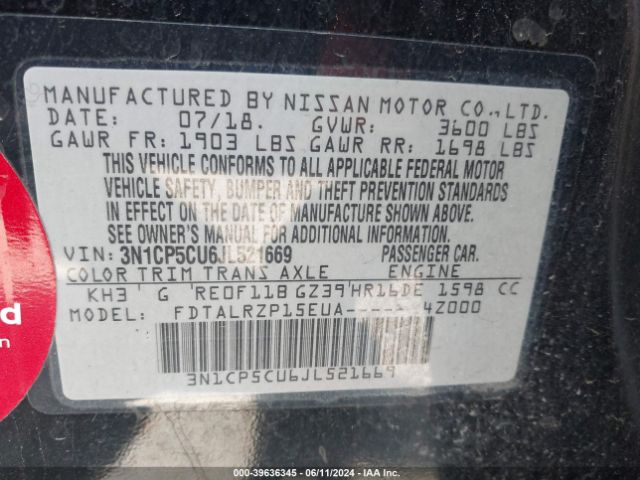 MANUFACTURED BY NISSAN MOTOR CO., LTD.
DATE: 07/18. GVWR: 3600 LBS
GAWR FR: 1903 LBS GAWR RR: 1698 LBS
THIS VEHICLE CONFORMS TO ALL APPLICABLE FEDERAL MOTOR
VEHICLE SAFETY, BUMPER AND THEFT PREVENTION STANDARDS
IN EFFECT ON THE DATE OF MANUFACTURE SHOWN ABOVE.
SEE OWNER'S MANUAL FOR ADDITIONAL INFORMATION.
VIN: 3N1CP5CU6JL521669 PASSENGER CAR.
COLOR TRIM TRANS AXLE ENGINE
KH3 G RE0F11B GZ39 HR16DE 1598 CC
MODEL: FDTALRZP15EUA-----4Z000
3N1CP5CU6JL521669
000-39636345 / 06/11/2024 - IAA Inc.